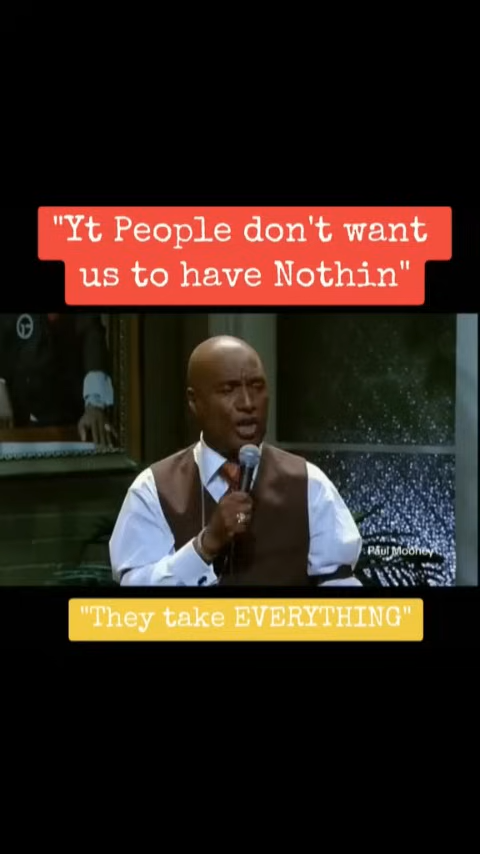 "Yt People don't want
us to have Nothin"
Paul Mooney
"They take EVERYTHING"